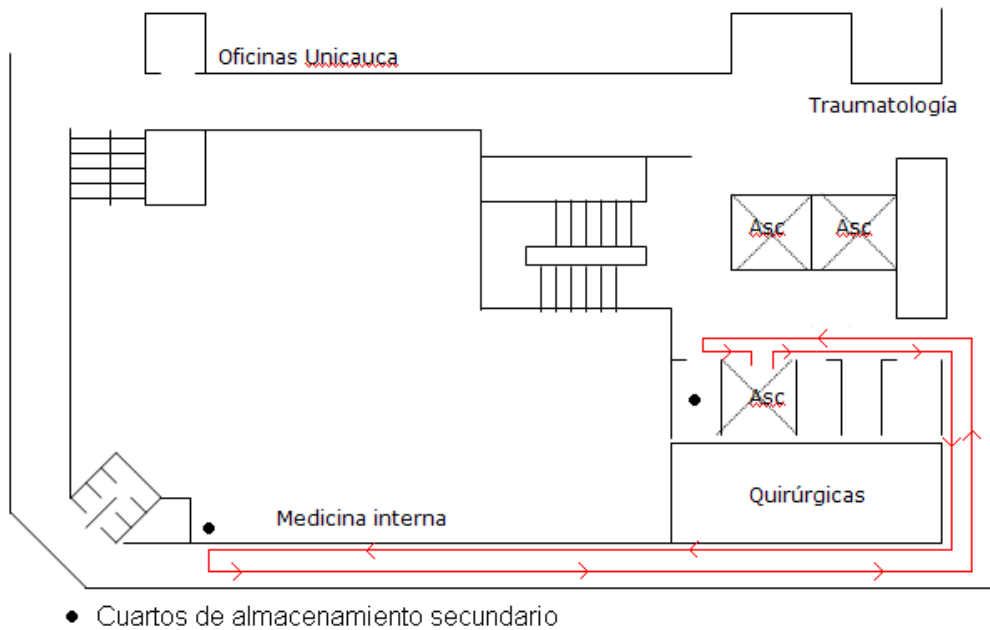 Oficinas Unicauca
Traumatología
Asc
Asc
Asc
Quirúrgicas
Medicina interna
Cuartos de almacenamiento secundario